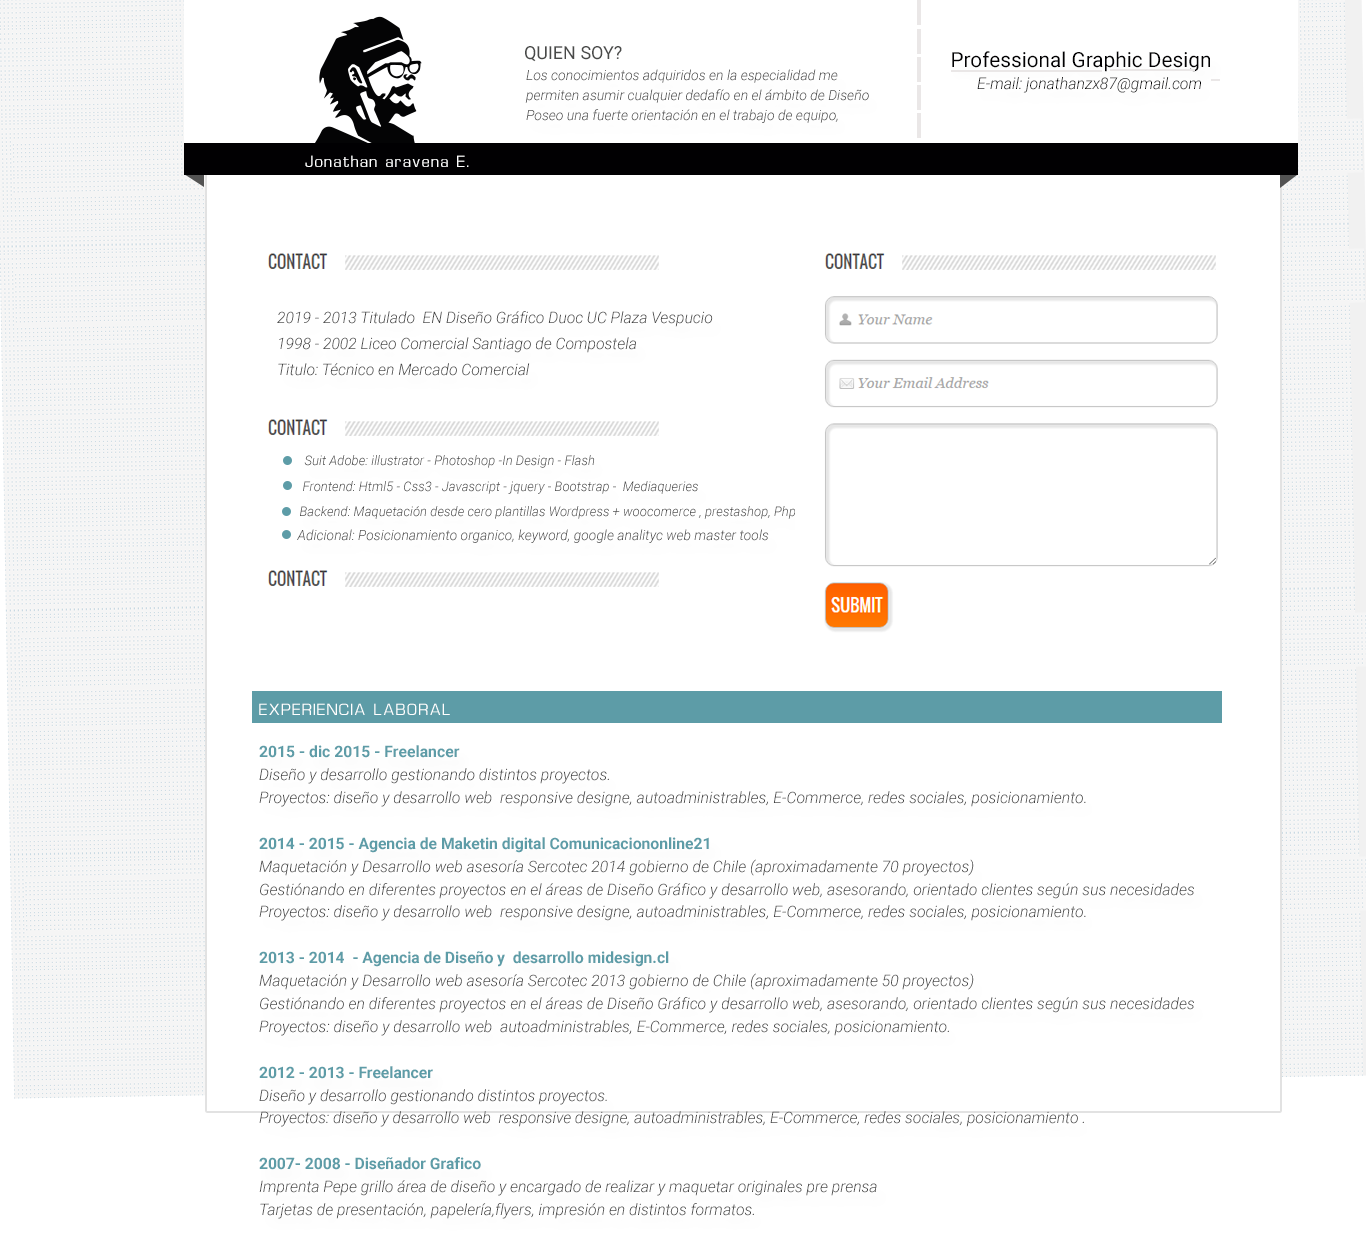 QUIEN SOY?
Los conocimientos adquiridos en la especialidad me
permiten asumir cualquier dedafío en el ámbito de Diseño
Poseo una fuerte orientación en el trabajo de equipo,
Professional Graphic Design
E-mail: jonathanzx87@gmail.com
Jonathan aravena E.
CONTACT
2019 - 2013 Titulado  EN Diseño Gráfico Duoc UC Plaza Vespucio
1998 - 2002 Liceo Comercial Santiago de Compostela
Titulo: Técnico en Mercado Comercial
CONTACT
Suit Adobe: illustrator - Photoshop -In Design - Flash
Frontend: Html5 - Css3 - Javascript - jquery - Bootstrap -  Mediaqueries
Backend: Maquetación desde cero plantillas Wordpress + woocomerce , prestashop, Php
Adicional: Posicionamiento organico, keyword, google analityc web master tools
CONTACT
CONTACT
Your Name
Your Email Address
SUBMIT
EXPERIENCIA LABORAL
2015 - dic 2015 - Freelancer
Diseño y desarrollo gestionando distintos proyectos.
Proyectos: diseño y desarrollo web  responsive designe, autoadministrables, E-Commerce, redes sociales, posicionamiento.
2014 - 2015 - Agencia de Maketin digital Comunicaciononline21
Maquetación y Desarrollo web asesoría Sercotec 2014 gobierno de Chile (aproximadamente 70 proyectos)
Gestiónando en diferentes proyectos en el áreas de Diseño Gráfico y desarrollo web, asesorando, orientado clientes según sus necesidades
Proyectos: diseño y desarrollo web  responsive designe, autoadministrables, E-Commerce, redes sociales, posicionamiento.
2013 - 2014  - Agencia de Diseño y  desarrollo midesign.cl
Maquetación y Desarrollo web asesoría Sercotec 2013 gobierno de Chile (aproximadamente 50 proyectos)
Gestiónando en diferentes proyectos en el áreas de Diseño Gráfico y desarrollo web, asesorando, orientado clientes según sus necesidades
Proyectos: diseño y desarrollo web  autoadministrables, E-Commerce, redes sociales, posicionamiento.
2012 - 2013 - Freelancer
Diseño y desarrollo gestionando distintos proyectos.
Proyectos: diseño y desarrollo web  responsive designe, autoadministrables, E-Commerce, redes sociales, posicionamiento .
2007- 2008 - Diseñador Grafico
Imprenta Pepe grillo área de diseño y encargado de realizar y maquetar originales pre prensa
Tarjetas de presentación, papelería,flyers, impresión en distintos formatos.